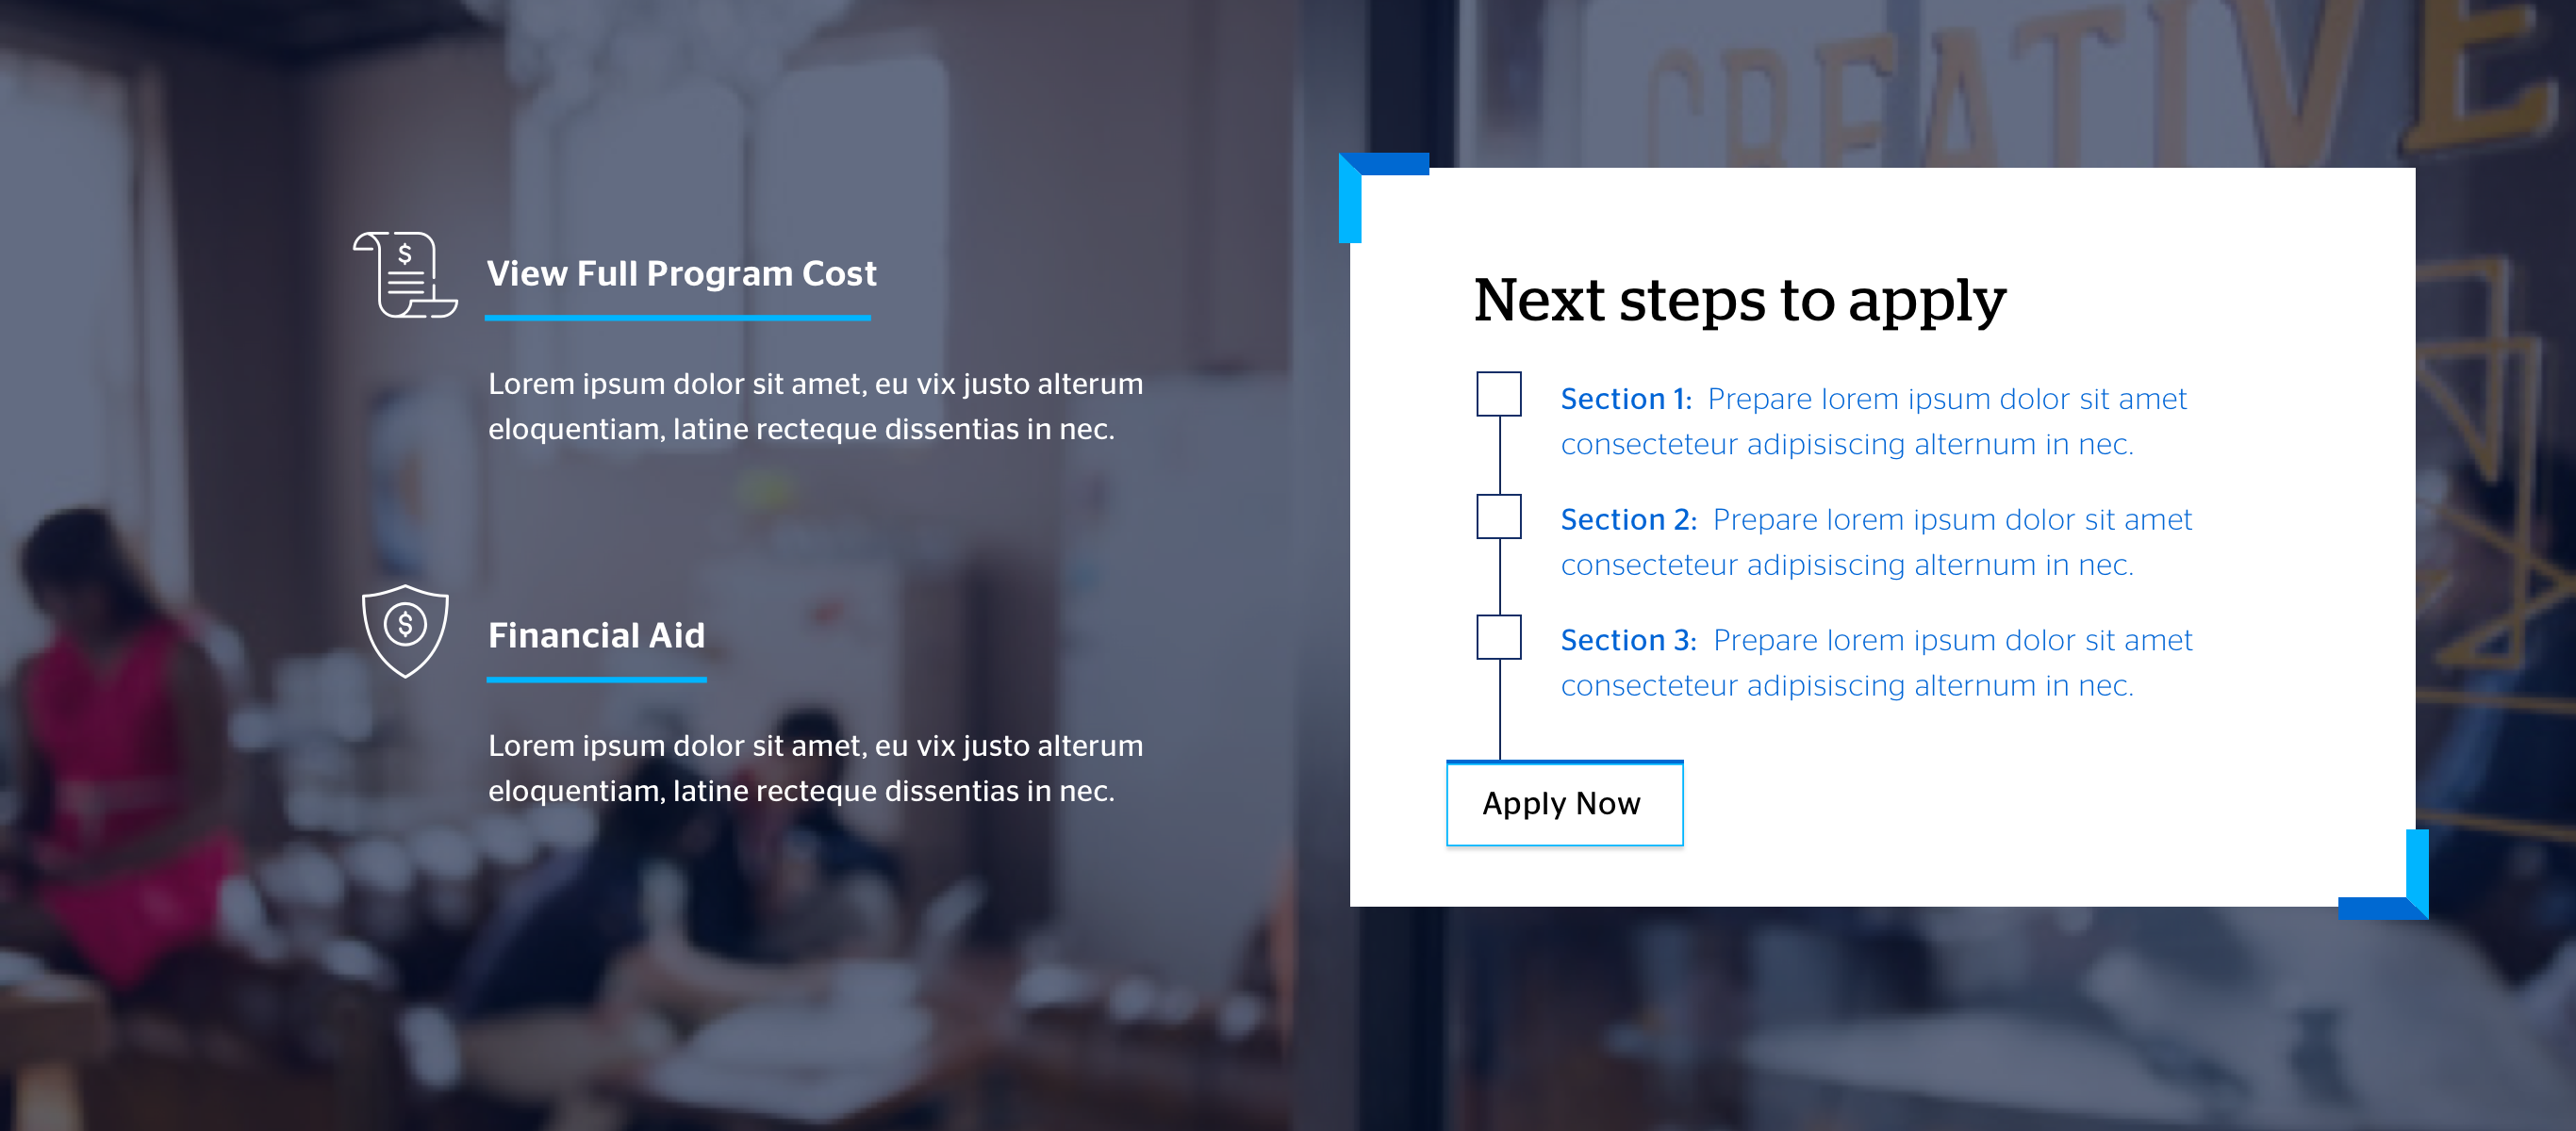 CREATIVE
$
View Full Program Cost
Lorem ipsum dolor sit amet, eu vix justo alterum
eloquentiam, latine recteque dissentias in nec.
$
Financial Aid
Lorem ipsum dolor sit amet, eu vix justo alterum
eloquentiam, latine recteque dissentias in nec.
Next steps to apply
Section 1: Prepare lorem ipsum dolor sit amet
consecteteur adipisiscing alternum in nec.
Section 2: Prepare lorem ipsum dolor sit amet
consecteteur adipisiscing alternum in nec.
Section 3: Prepare lorem ipsum dolor sit amet
consecteteur adipisiscing alternum in nec.
Apply Now